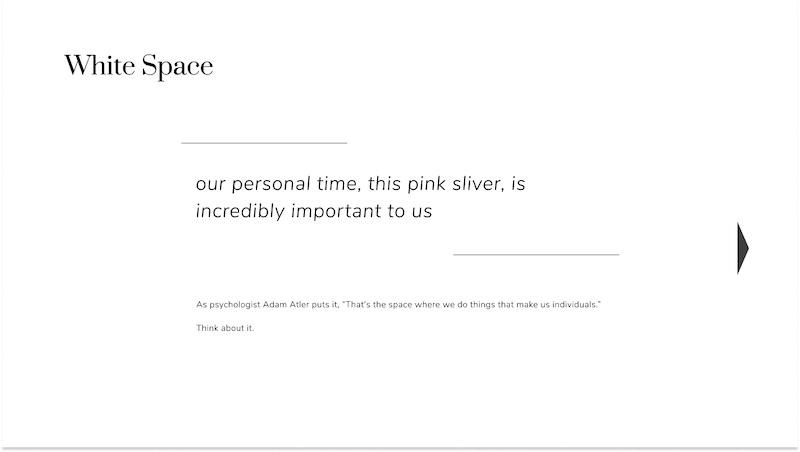 White Space
our personal time, this pink sliver, is
incredibly important to us
As psychologist Adam Atler puts it, “That's the space where we do things that make us individuals.”
Think about it.